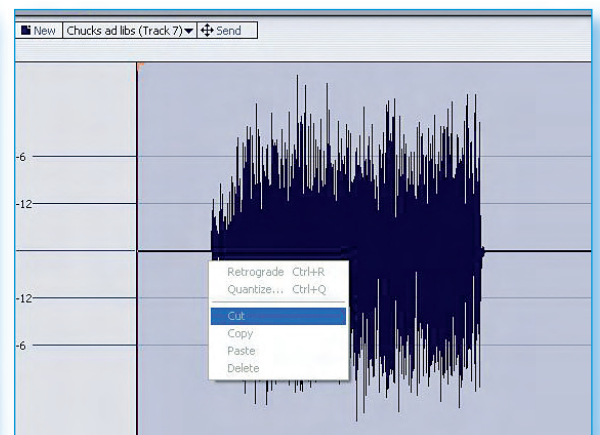 New Chucks ad libs (Track 7) Send
-6
-12
Retrograde Ctrl+R
Quantize... Ctrl+Q
-12
Cut
Copy
-6
Paste
Delete